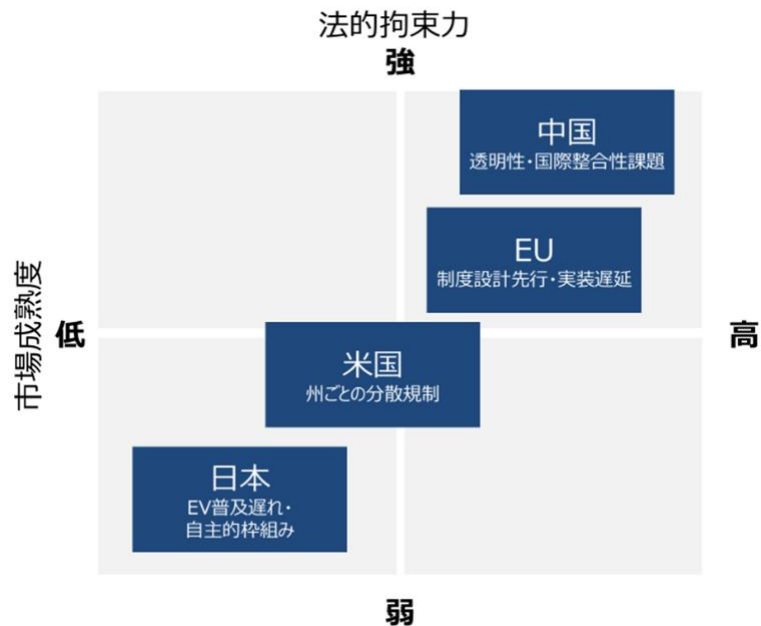 法的拘束力
強
中国
透明性・国際整合性課題
EU
制度設計先行・実装遅延
市場成熟度
低
高
米国
州ごとの分散規制
日本
EV普及遅れ・
自主的枠組み
弱